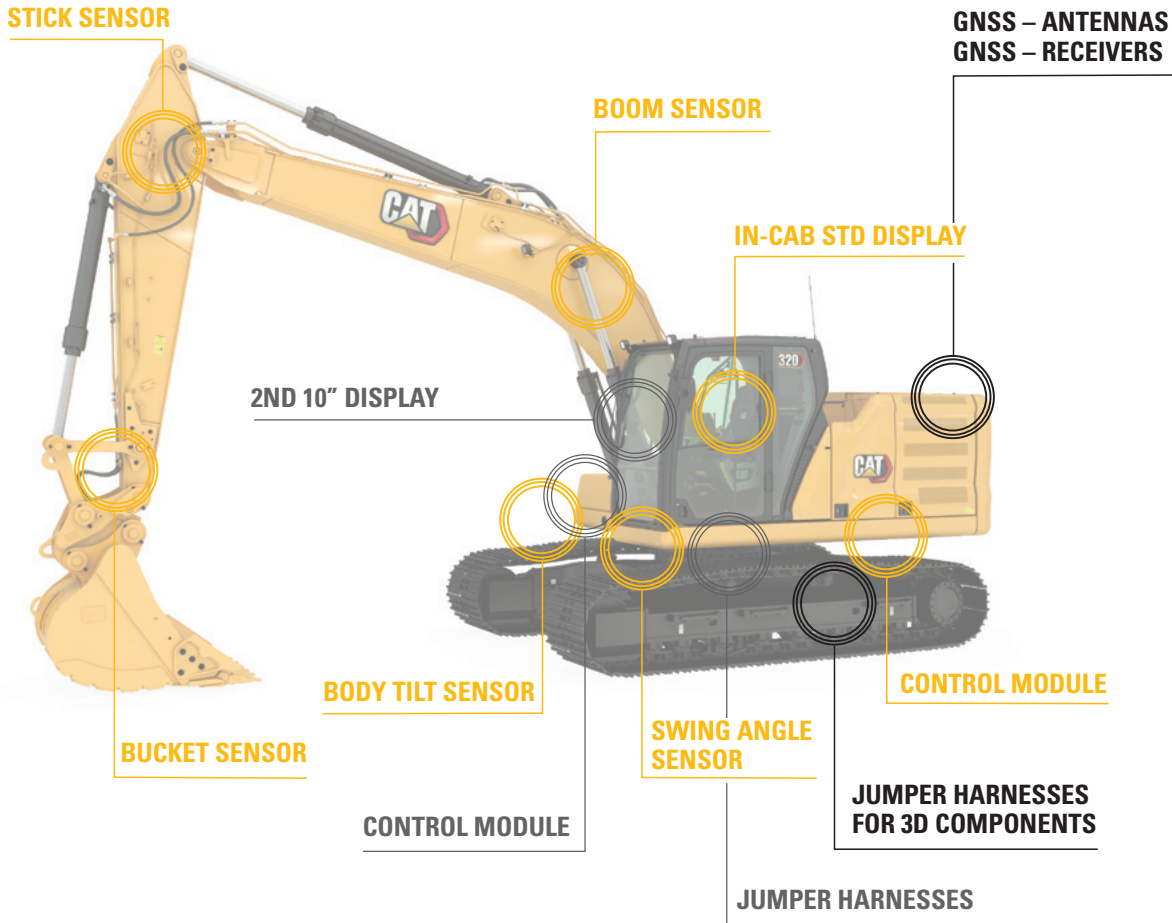 STICK SENSOR
GNSS – ANTENNAS
GNSS – RECEIVERS
BOOM SENSOR
CAT
IN-CAB STD DISPLAY
320
2ND 10” DISPLAY
CAT
BODY TILT SENSOR
CONTROL MODULE
BUCKET SENSOR
SWING ANGLE
SENSOR
JUMPER HARNESSES
FOR 3D COMPONENTS
CONTROL MODULE
JUMPER HARNESSES